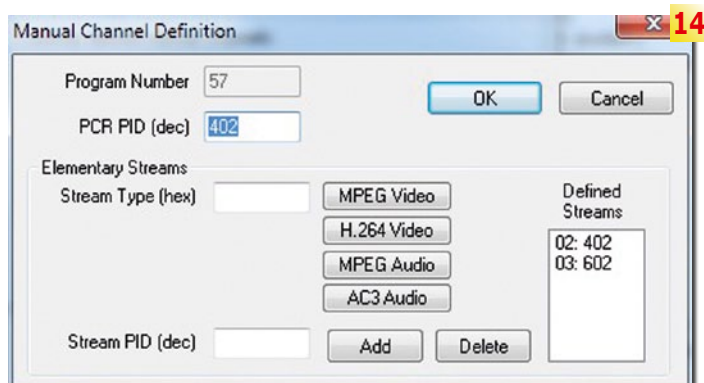 Manual Channel Definition
14
Program Number 57
OK Cancel
PCR PID (dec) 402
Elementary Streams
Stream Type (hex)
MPEG Video
H.264 Video
MPEG Audio
AC3 Audio
Defined
Streams
02: 402
03: 602
Stream PID (dec)
Add Delete